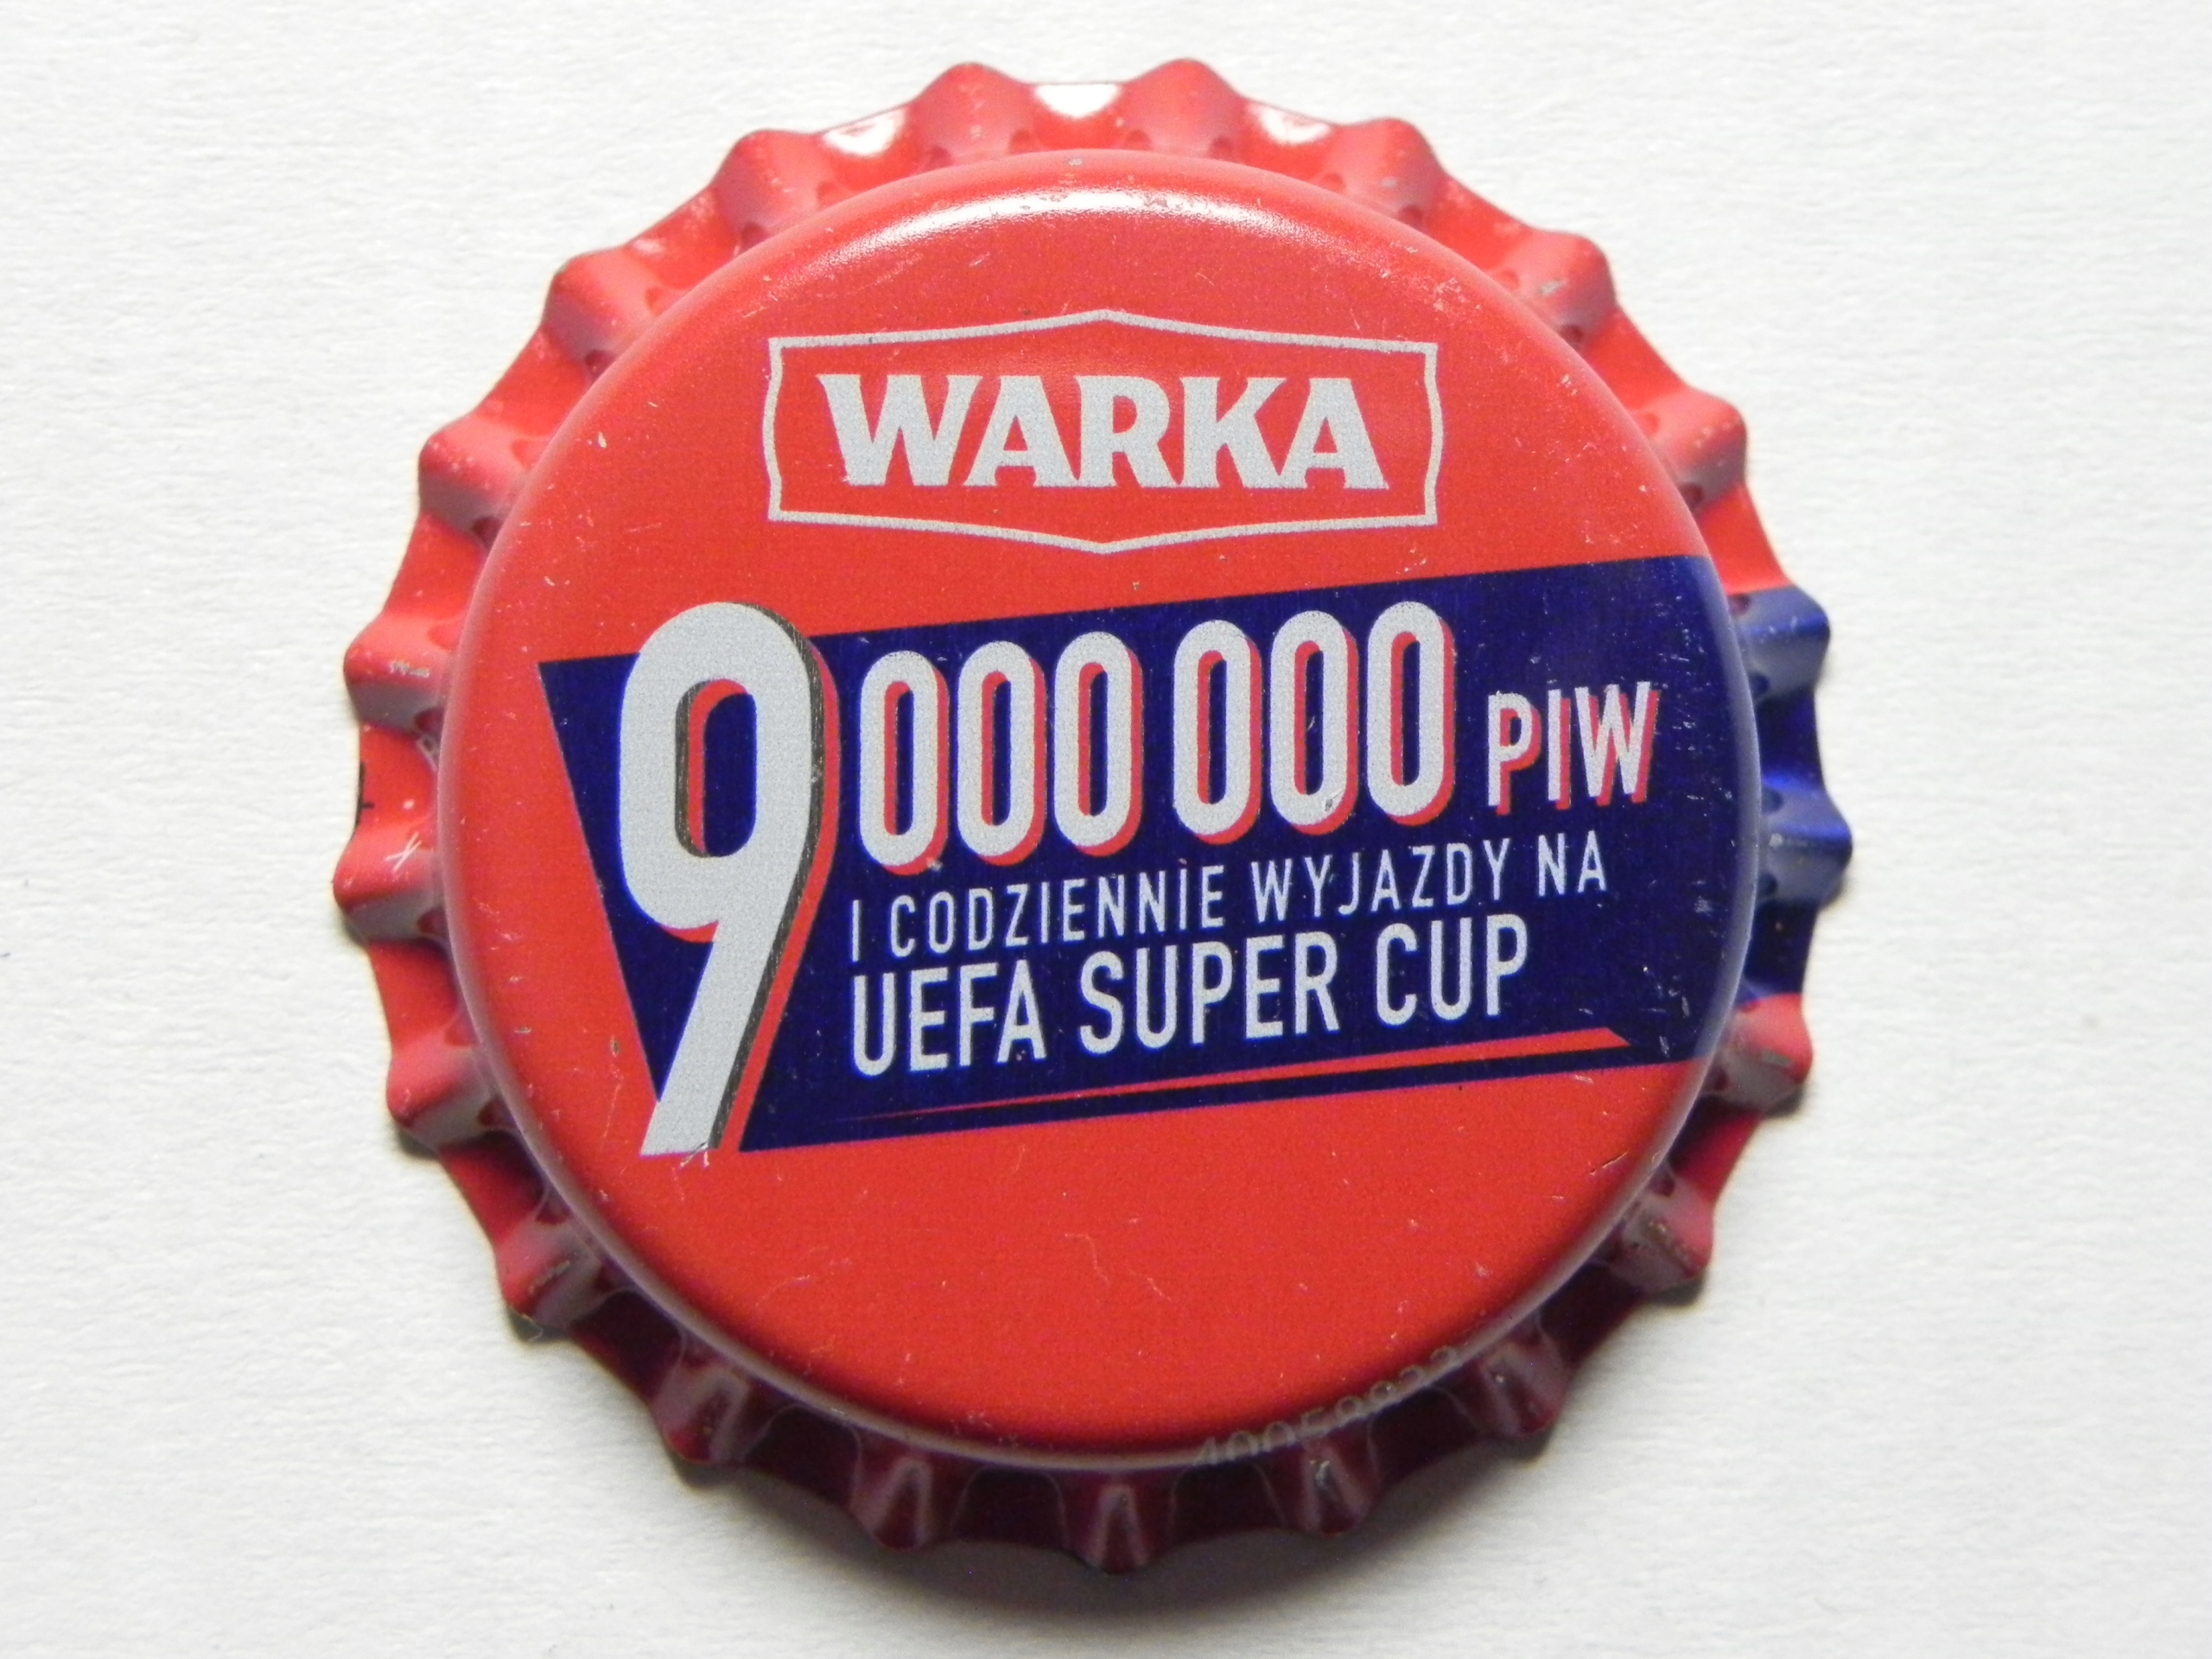 WARKA
9 000 000 PIW
I CODZIENNIE WYJAZDY NA
UEFA SUPER CUP